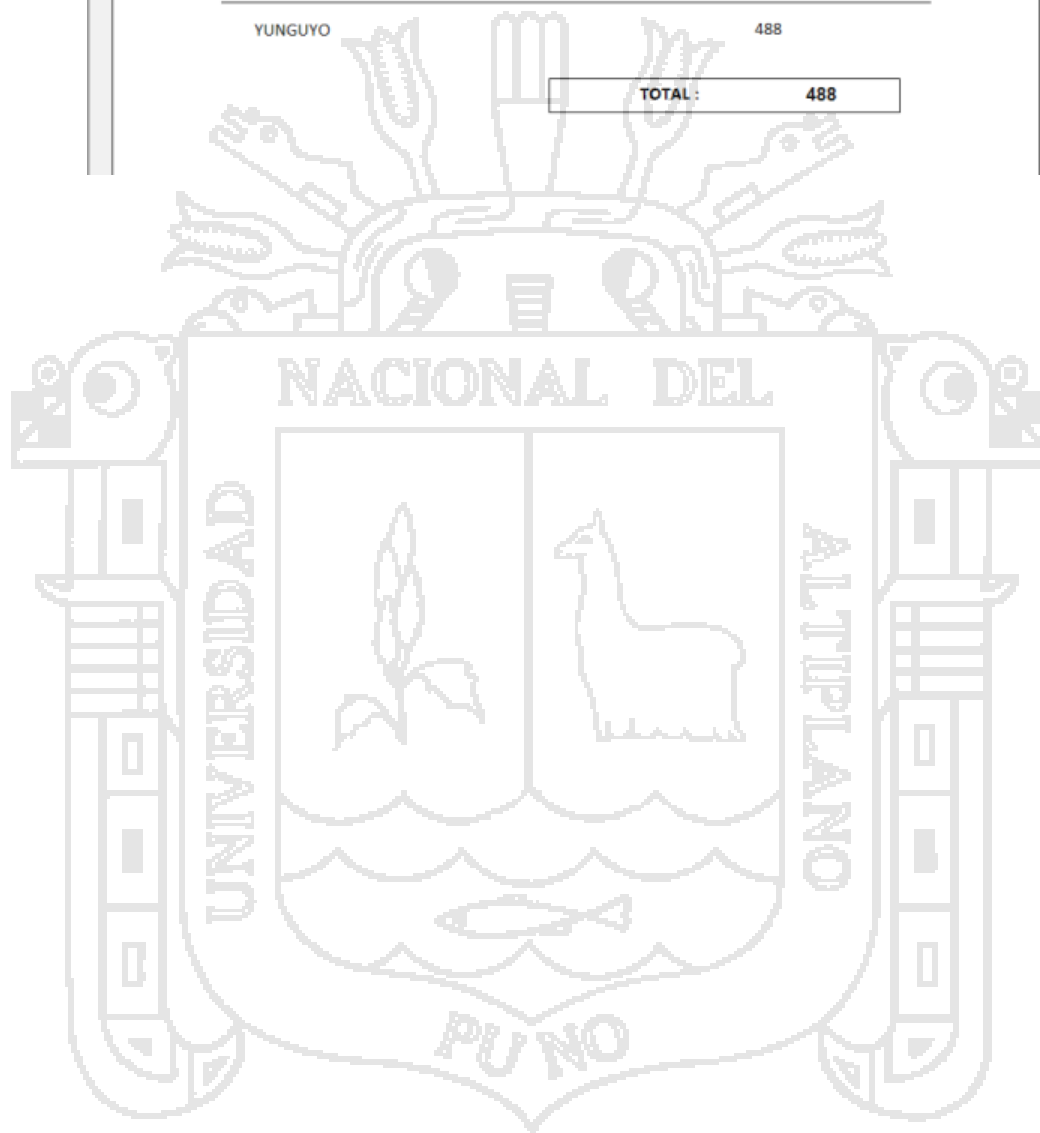 YUNGUYO 488
TOTAL : 488
NACIONAL DEL
UNIVERSIDAD
ALTIPLANO
PUNO